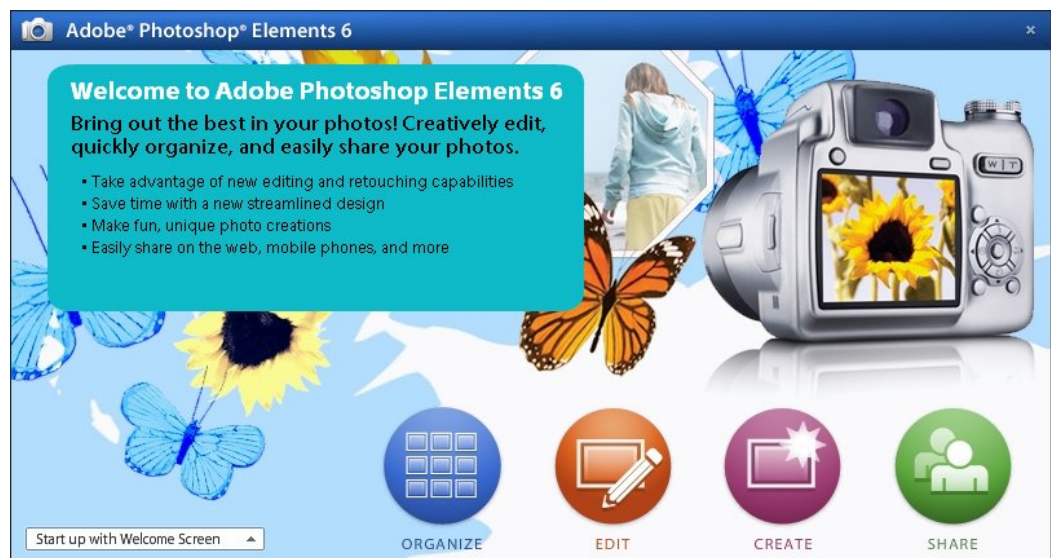 Adobe® Photoshop® Elements 6
Welcome to Adobe Photoshop Elements 6
Bring out the best in your photos! Creatively edit,
quickly organize, and easily share your photos.
▪ Take advantage of new editing and retouching capabilities
▪ Save time with a new streamlined design
▪ Make fun, unique photo creations
▪ Easily share on the web, mobile phones, and more
W T
Start up with Welcome Screen
ORGANIZE
EDIT
CREATE
SHARE